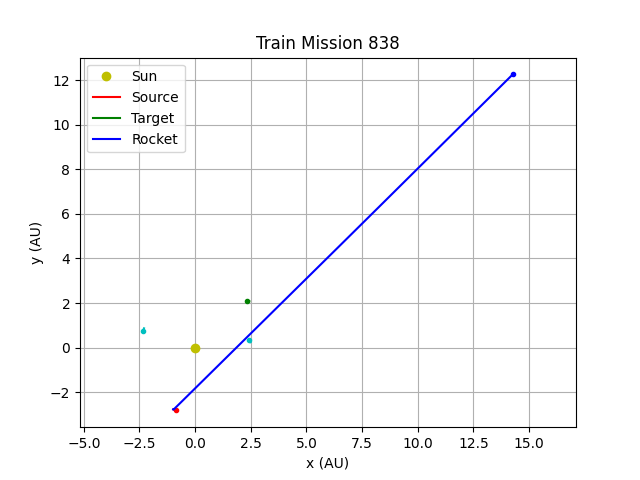 Train Mission 838
Sun
Source
Target
Rocket
12
10
8
6
4
2
0
−2
y (AU)
−5.0 −2.5 0.0 2.5 5.0 7.5 10.0 12.5 15.0
x (AU)